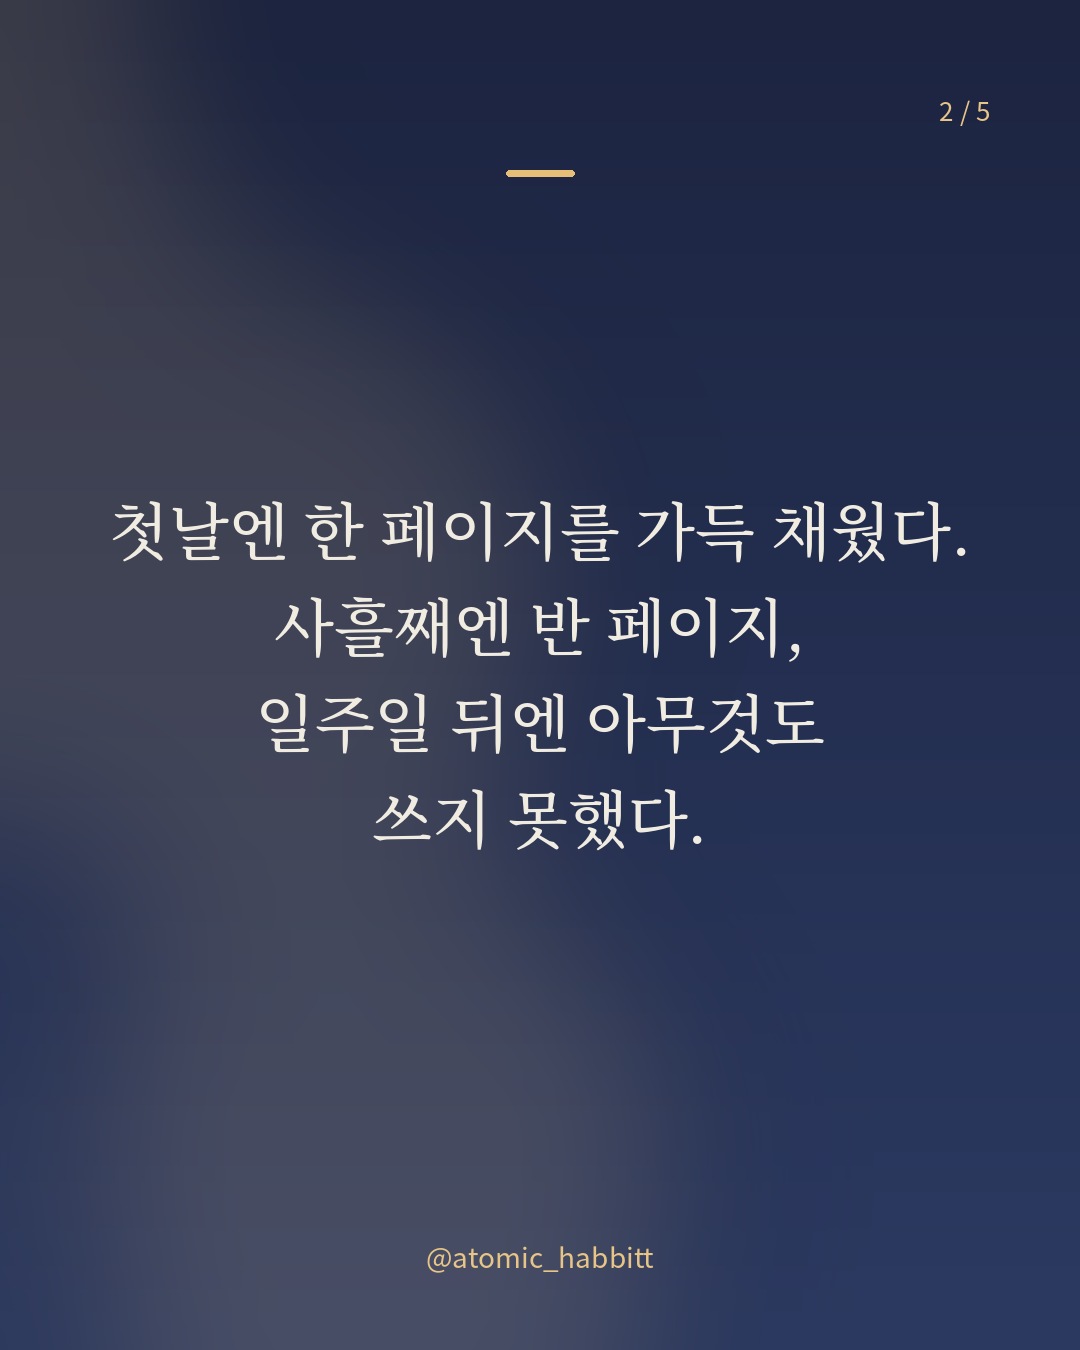 2 / 5
첫날엔 한 페이지를 가득 채웠다.
사흘째엔 반 페이지,
일주일 뒤엔 아무것도
쓰지 못했다.
@atomic_habbitt